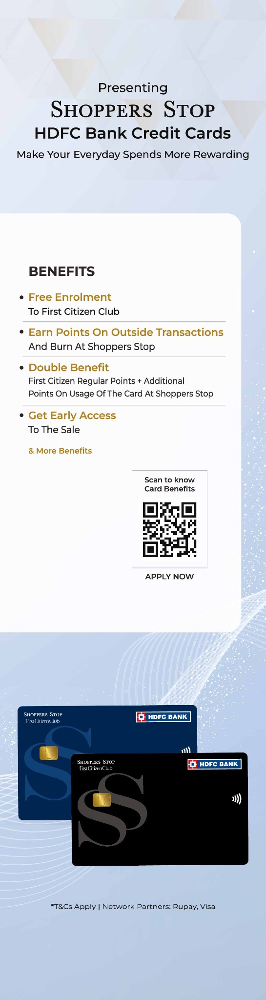 Presenting
SHOPPERS STOP
HDFC Bank Credit Cards
Make Your Everyday Spends More Rewarding
BENEFITS
• Free Enrolment
To First Citizen Club
• Earn Points On Outside Transactions
And Burn At Shoppers Stop
• Double Benefit
First Citizen Regular Points + Additional
Points On Usage Of The Card At Shoppers Stop
• Get Early Access
To The Sale
& More Benefits
Scan to know
Card Benefits
APPLY NOW
SHOPPERS STOP
First Citizen Club
HDFC BANK
SS
SHOPPERS STOP
First Citizen Club
HDFC BANK
SS
*T&Cs Apply | Network Partners: Rupay, Visa